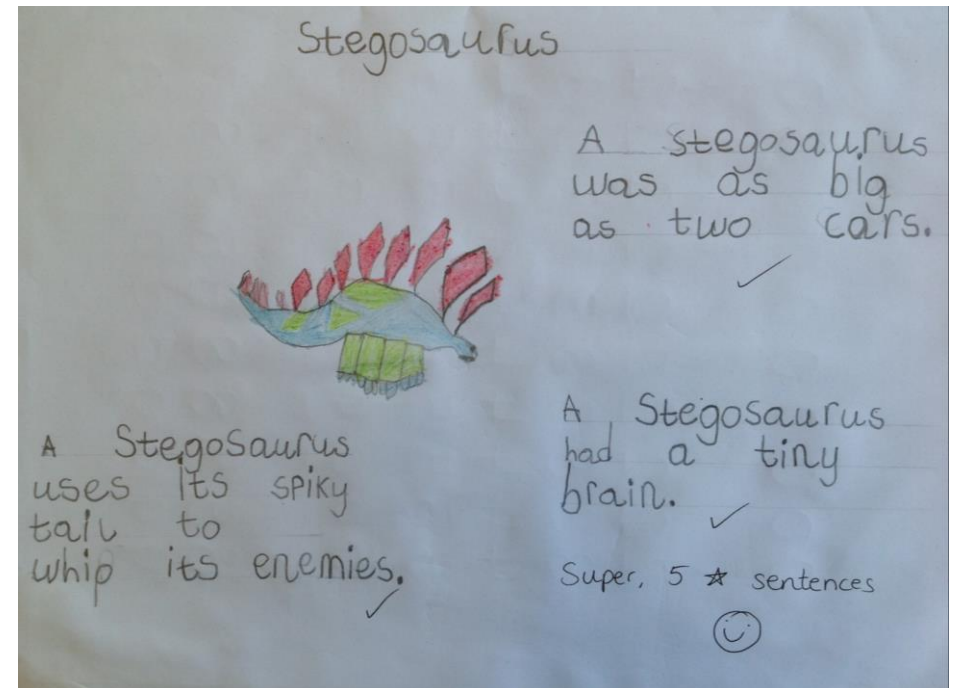 Stegosaurus
A stegosaurus
was as big
as two cars.
A Stegosaurus
uses its spiky
tail to
whip its enemies.
A Stegosaurus
had a tiny
brain.
Super, 5 ☆ sentences